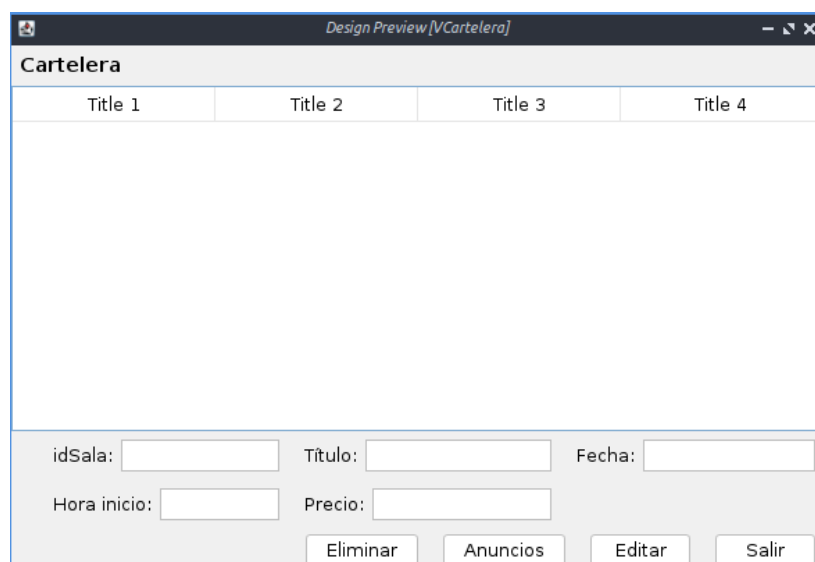 Design Preview [VCartelera]
Cartelera
Title 1 Title 2 Title 3 Title 4
idSala: Título: Fecha:
Hora inicio: Precio:
Eliminar Anuncios Editar Salir